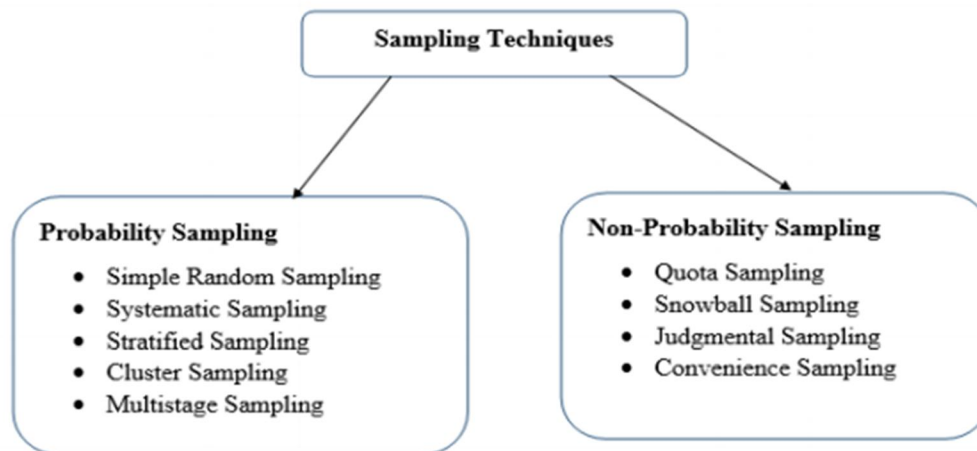 Sampling Techniques
Probability Sampling
Simple Random Sampling
Systematic Sampling
Stratified Sampling
Cluster Sampling
Multistage Sampling
Non-Probability Sampling
Quota Sampling
Snowball Sampling
Judgmental Sampling
Convenience Sampling